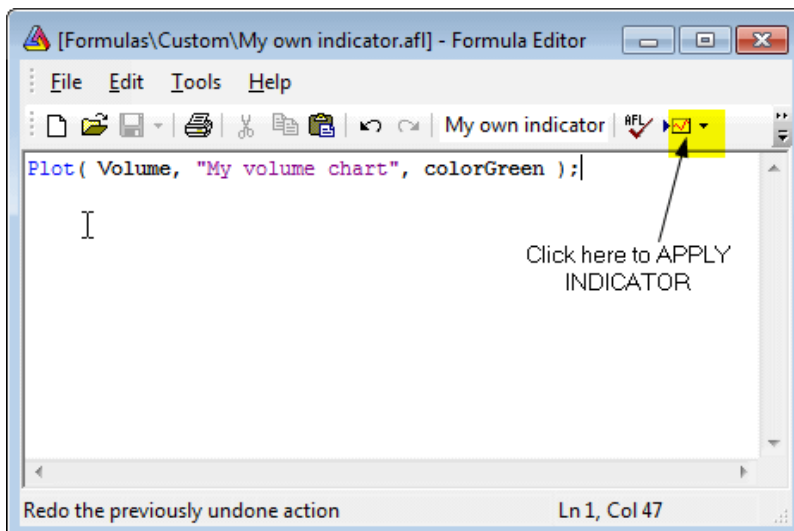 [Formulas\Custom\My own indicator.afl] - Formula Editor
File Edit Tools Help
My own indicator AFL
Plot( Volume, "My volume chart", colorGreen );
Click here to APPLY
INDICATOR
Redo the previously undone action Ln 1, Col 47